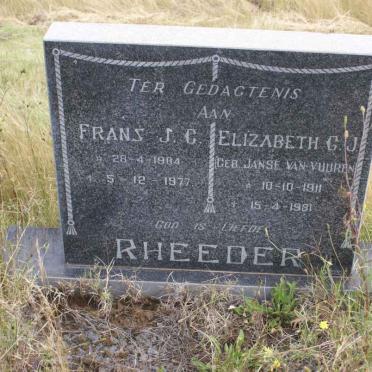 TER GEDAGTENIS
AAN
FRANS J. C.
* 28-4-1904
† 5-12-1977
ELIZABETH C. J.
GEB. JANSE VAN VUUREN
* 10-10-1911
† 15-4-1981
GOD IS LIEFDE
RHEEDER